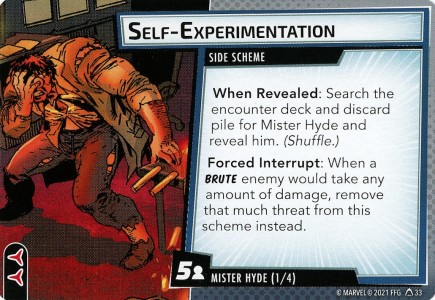 Self-Experimentation
SIDE SCHEME
When Revealed: Search the
encounter deck and discard
pile for Mister Hyde and
reveal him. (Shuffle.)
Forced Interrupt: When a
BRUTE enemy would take any
amount of damage, remove
that much threat from this
scheme instead.
5
MISTER HYDE (1/4)
© MARVEL © 2021 FFG 33